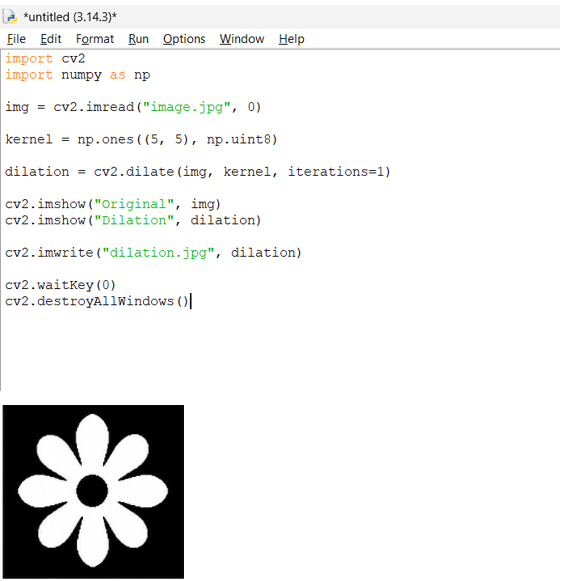 *untitled (3.14.3)*
File Edit Format Run Options Window Help
import cv2
import numpy as np
img = cv2.imread("image.jpg", 0)
kernel = np.ones((5, 5), np.uint8)
dilation = cv2.dilate(img, kernel, iterations=1)
cv2.imshow("Original", img)
cv2.imshow("Dilation", dilation)
cv2.imwrite("dilation.jpg", dilation)
cv2.waitKey(0)
cv2.destroyAllWindows()